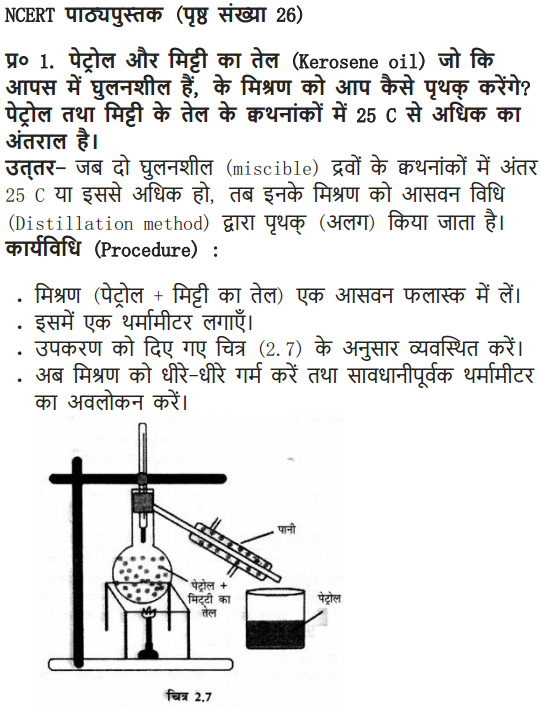 NCERT पाठ्यपुस्तक (पृष्ठ संख्या 26)
प्र० 1. पेट्रोल और मिट्टी का तेल (Kerosene oil) जो कि
आपस में घुलनशील हैं, के मिश्रण को आप कैसे पृथक् करेंगे?
पेट्रोल तथा मिट्टी के तेल के क्वथनांकों में 25 C से अधिक का
अंतराल है।
उत्तर– जब दो घुलनशील (miscible) द्रवों के क्वथनांकों में अंतर
25 C या इससे अधिक हो, तब इनके मिश्रण को आसवन विधि
(Distillation method) द्वारा पृथक् (अलग) किया जाता है।
कार्यविधि (Procedure) :
• मिश्रण (पेट्रोल + मिट्टी का तेल) एक आसवन फलास्क में लें।
• इसमें एक थर्मामीटर लगाएँ।
• उपकरण को दिए गए चित्र (2.7) के अनुसार व्यवस्थित करें।
• अब मिश्रण को धीरे-धीरे गर्म करें तथा सावधानीपूर्वक थर्मामीटर
का अवलोकन करें।
पानी
पेट्रोल +
मिट्टी का
तेल
पेट्रोल
चित्र 2.7